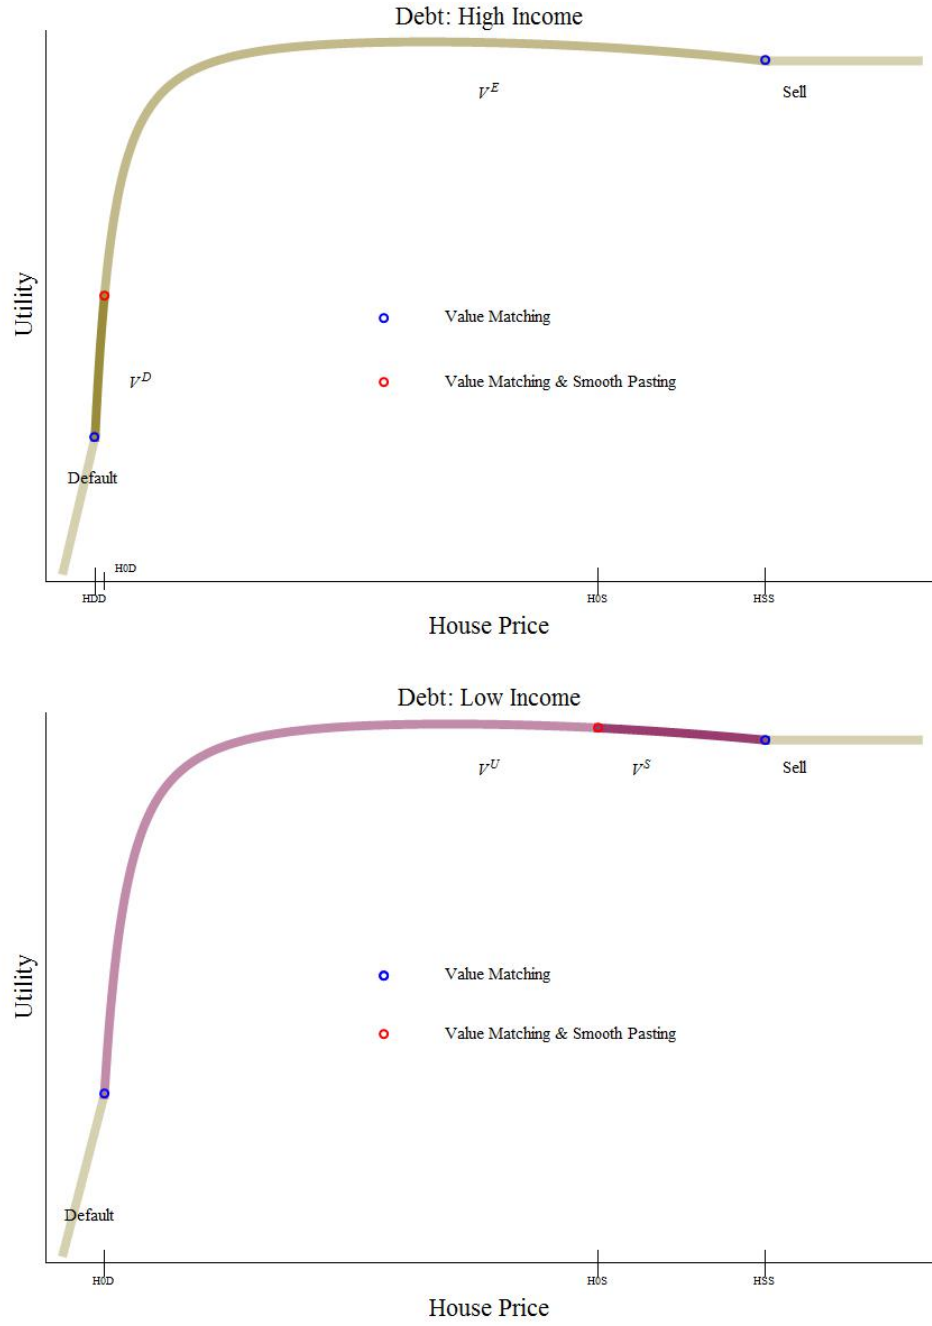 Debt: High Income
V^E
Sell
Utility
Value Matching
Value Matching & Smooth Pasting
V^D
Default
H0D
HDD
H0S
HSS
House Price
Debt: Low Income
V^U
V^S
Sell
Utility
Value Matching
Value Matching & Smooth Pasting
Default
H0D
H0S
HSS
House Price